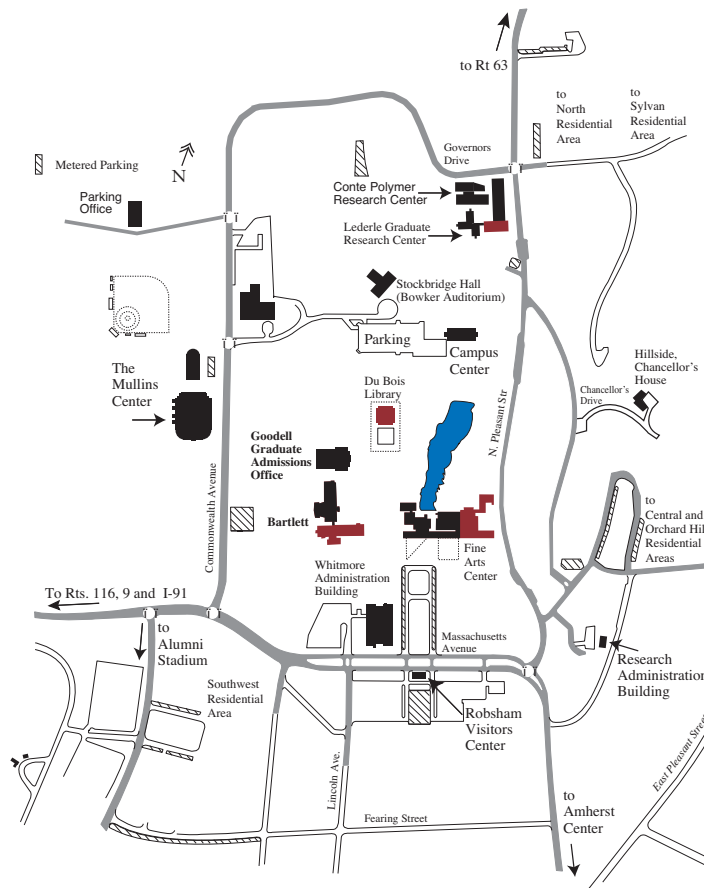 to Rt 63
to
North
Residential
Area
to
Sylvan
Residential
Area
Governors
Drive
Metered Parking
N
Parking
Office
Conte Polymer
Research Center
Lederle Graduate
Research Center
Stockbridge Hall
(Bowker Auditorium)
Parking
Campus
Center
The
Mullins
Center
Du Bois
Library
N. Pleasant Str
Hillside,
Chancellor's
House
Chancellor's
Drive
Goodell
Graduate
Admissions
Office
Commonwealth Avenue
Bartlett
Fine
Arts
Center
to
Central and
Orchard Hill
Residential
Areas
Whitmore
Administration
Building
To Rts. 116, 9 and I-91
to
Alumni
Stadium
Massachusetts
Avenue
Research
Administration
Building
Southwest
Residential
Area
Robsham
Visitors
Center
Lincoln Ave.
East Pleasant Street
Fearing Street
to
Amherst
Center